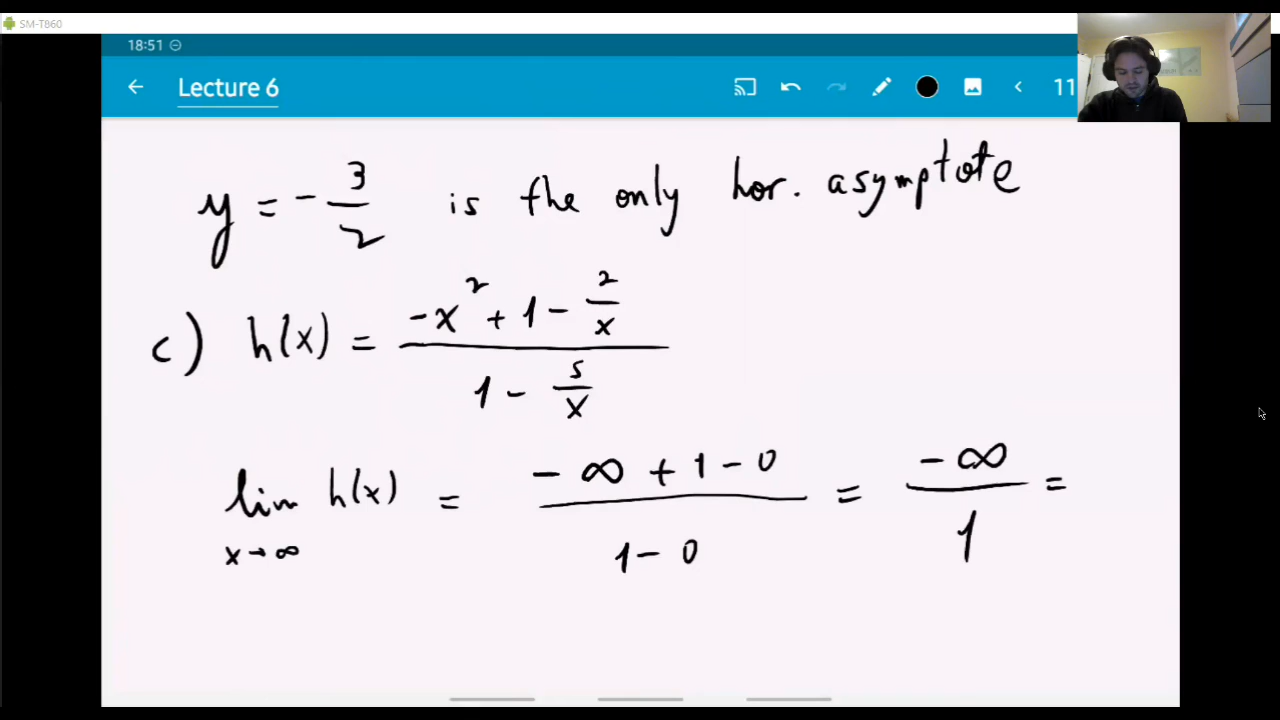 SM-T860
18:51
Lecture 6
11
y = - 3/2 is the only hor. asymptote
c) h(x) = (-x² + 1 - 2/x) / (1 - 5/x)
lim x→∞ h(x) = (-∞ + 1 - 0) / (1 - 0) = -∞ / 1 =